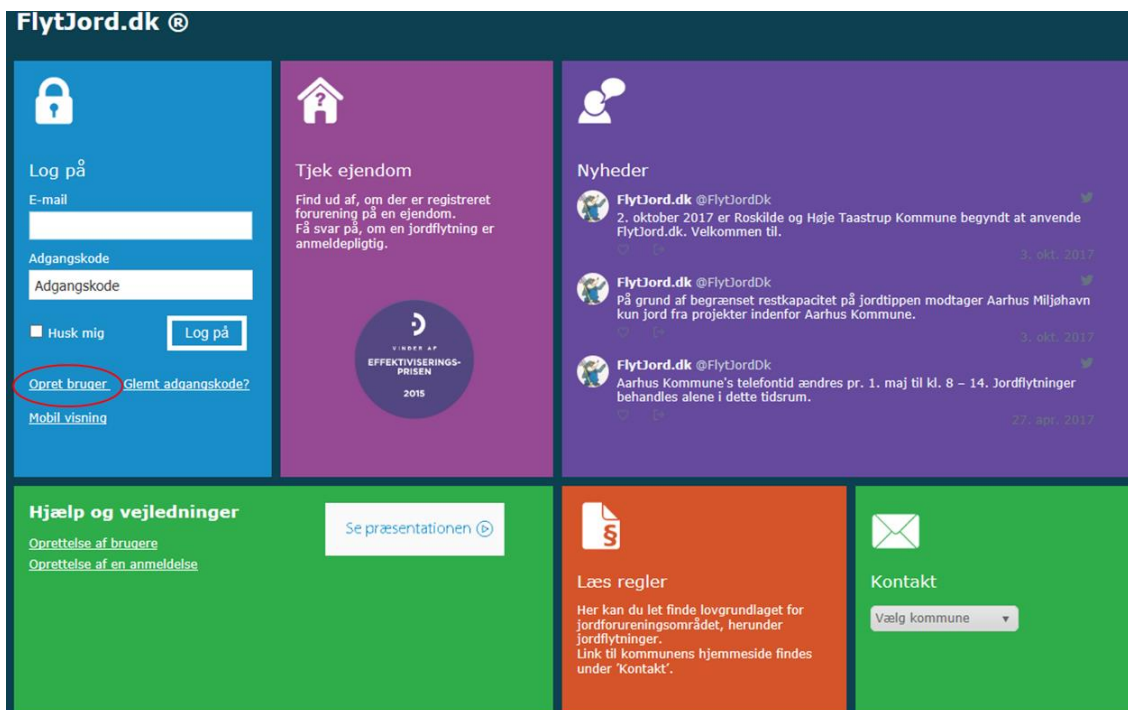 FlytJord.dk ®
Log på
E-mail
Adgangskode
Adgangskode
Husk mig
Log på
Opret bruger
Glemt adgangskode?
Mobil visning
Tjek ejendom
Find ud af, om der er registreret
forurening på en ejendom.
Få svar på, om en jordflytning er
anmeldepligtig.
VINDER AF
EFFEKTIVISERINGS-
PRISEN
2015
Nyheder
FlytJord.dk @FlytJordDk
2. oktober 2017 er Roskilde og Høje Taastrup Kommune begyndt at anvende
FlytJord.dk. Velkommen til.
3. okt. 2017
FlytJord.dk @FlytJordDk
På grund af begrænset restkapacitet på jordtippen modtager Aarhus Miljøhavn
kun jord fra projekter indenfor Aarhus Kommune.
3. okt. 2017
FlytJord.dk @FlytJordDk
Aarhus Kommune's telefontid ændres pr. 1. maj til kl. 8 – 14. Jordflytninger
behandles alene i dette tidsrum.
27. apr. 2017
Hjælp og vejledninger
Oprettelse af brugere
Oprettelse af en anmeldelse
Se præsentationen
§
Læs regler
Her kan du let finde lovgrundlaget for
jordforureningsområdet, herunder
jordflytninger.
Link til kommunens hjemmeside findes
under 'Kontakt'.
Kontakt
Vælg kommune